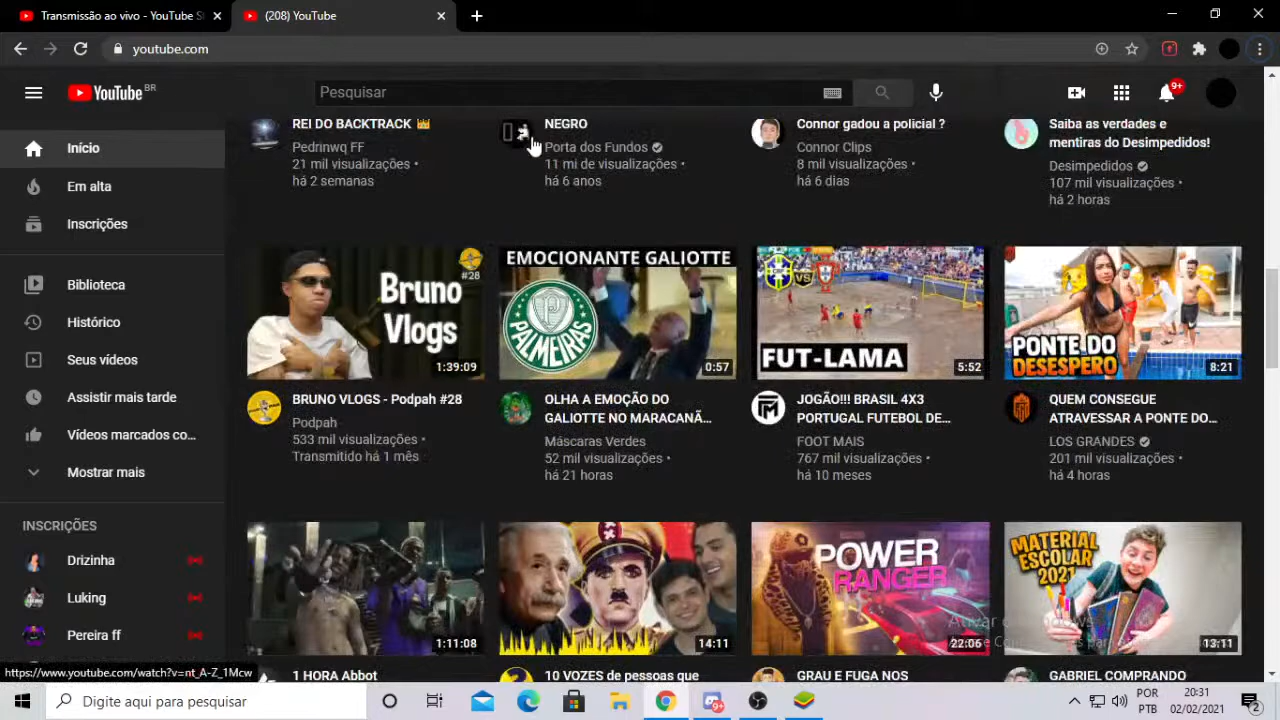 Transmissão ao vivo - YouTube S
(208) YouTube
youtube.com
YouTube BR
Pesquisar
9+
Início
Em alta
Inscrições
Biblioteca
Histórico
Seus vídeos
Assistir mais tarde
Vídeos marcados co...
Mostrar mais
INSCRIÇÕES
Drizinha
Luking
Pereira ff
REI DO BACKTRACK 👑
Pedrinwq FF
21 mil visualizações •
há 2 semanas
NEGRO
Porta dos Fundos
11 mi de visualizações •
há 6 anos
Connor gadou a policial ?
Connor Clips
8 mil visualizações •
há 6 dias
Saiba as verdades e
mentiras do Desimpedidos!
Desimpedidos
107 mil visualizações •
há 2 horas
#28
Bruno
Vlogs
1:39:09
BRUNO VLOGS - Podpah #28
Podpah
533 mil visualizações •
Transmitido há 1 mês
EMOCIONANTE GALIOTTE
PALMEIRAS
0:57
OLHA A EMOÇÃO DO
GALIOTTE NO MARACANÃ...
Máscaras Verdes
52 mil visualizações •
há 21 horas
VS
FUT-LAMA
5:52
JOGÃO!!! BRASIL 4X3
PORTUGAL FUTEBOL DE...
FOOT MAIS
767 mil visualizações •
há 10 meses
PONTE DO
DESESPERO
8:21
QUEM CONSEGUE
ATRAVESSAR A PONTE DO...
LOS GRANDES
201 mil visualizações •
há 4 horas
1:11:08
1 HORA Abbot
14:11
10 VOZES de pessoas que
POWER
RANGER
22:06
GRAU E FUGA NOS
MATERIAL
ESCOLAR
2021
13:11
GABRIEL COMPRANDO
Ativar o Windows
https://www.youtube.com/watch?v=nt_A-Z_1Mcw
Digite aqui para pesquisar
9+
POR
PTB
20:31
02/02/2021
2